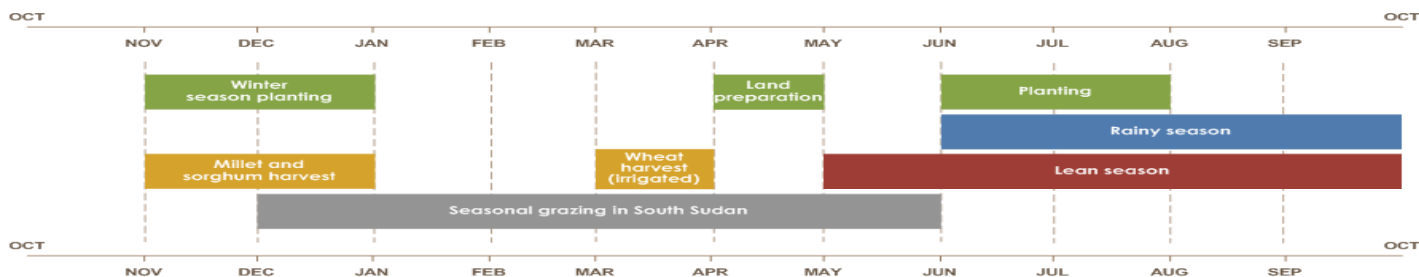 OCT OCT
NOV DEC JAN FEB MAR APR MAY JUN JUL AUG SEP
Winter
season planting
Land
preparation
Planting
Rainy season
Millet and
sorghum harvest
Wheat
harvest
(irrigated)
Lean season
Seasonal grazing in South Sudan
OCT OCT
NOV DEC JAN FEB MAR APR MAY JUN JUL AUG SEP